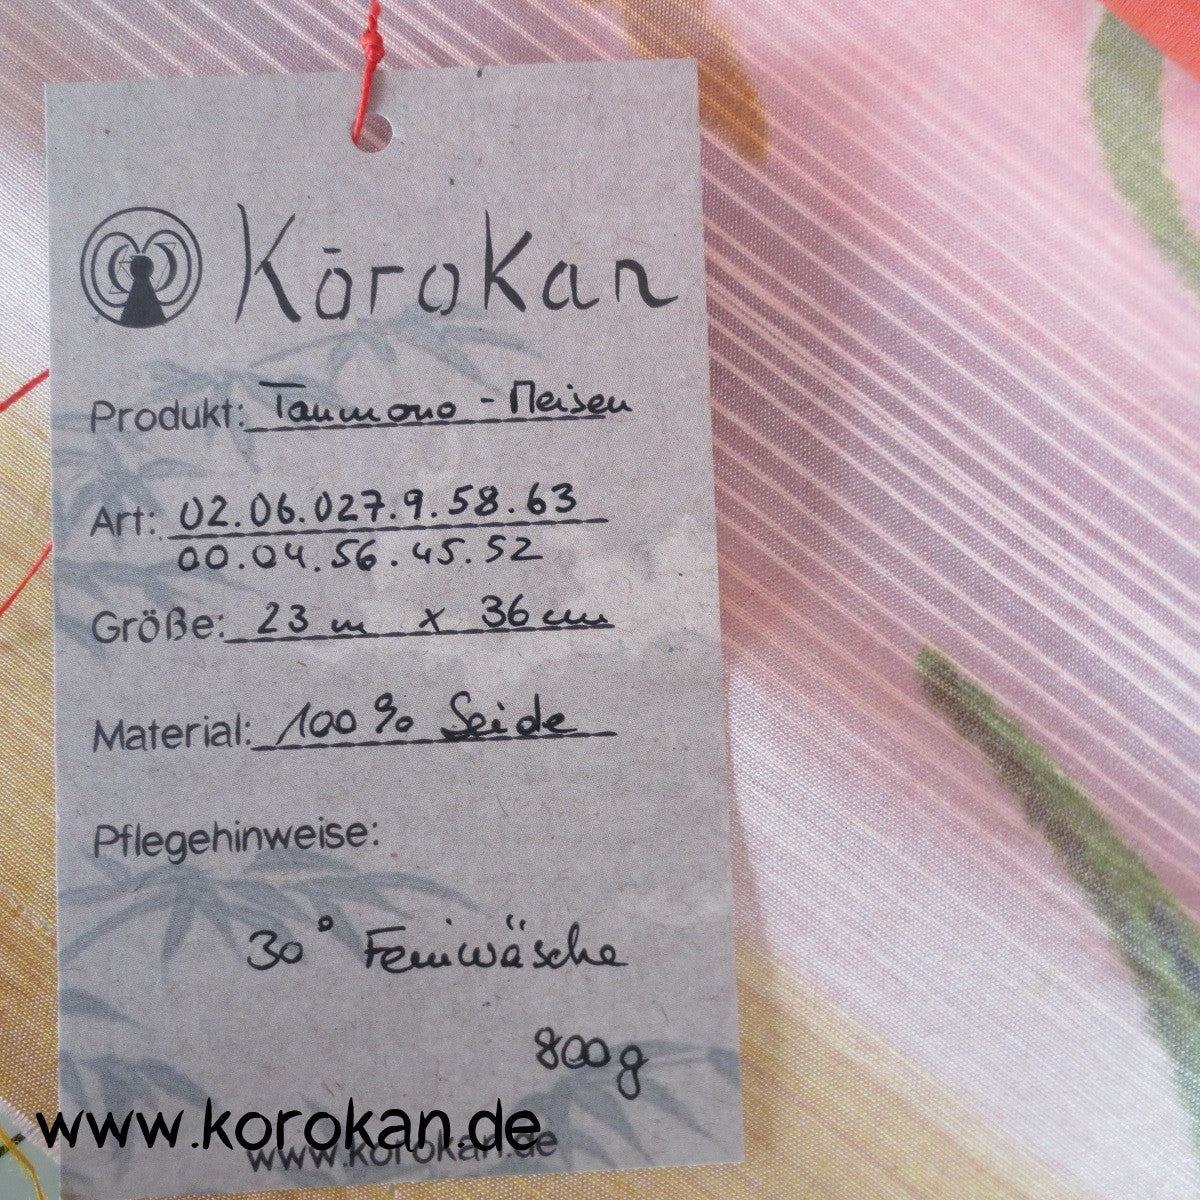 Kōrokan
Produkt: Tanmono - Meisen
Art: 02.06.027.9.58.63
00.04.56.45.52
Größe: 23 m x 36 cm
Material: 100 % Seide
Pflegehinweise:
30° Feinwäsche
800g
www.korokan.de
www.korokan.de